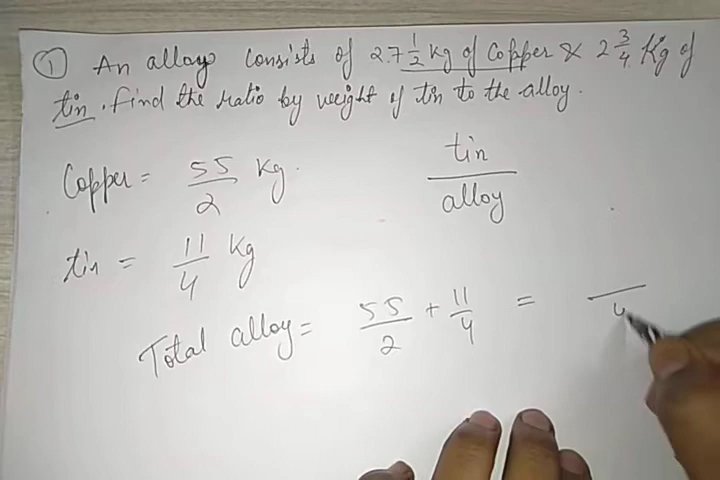 ① An alloys consists of 27 1/2 kg of Copper & 2 3/4 Kg of
tin. Find the ratio by weight of tin to the alloy.
Copper = 55/2 kg.
tin/alloy
tin = 11/4 kg
Total alloy = 55/2 + 11/4 = /4